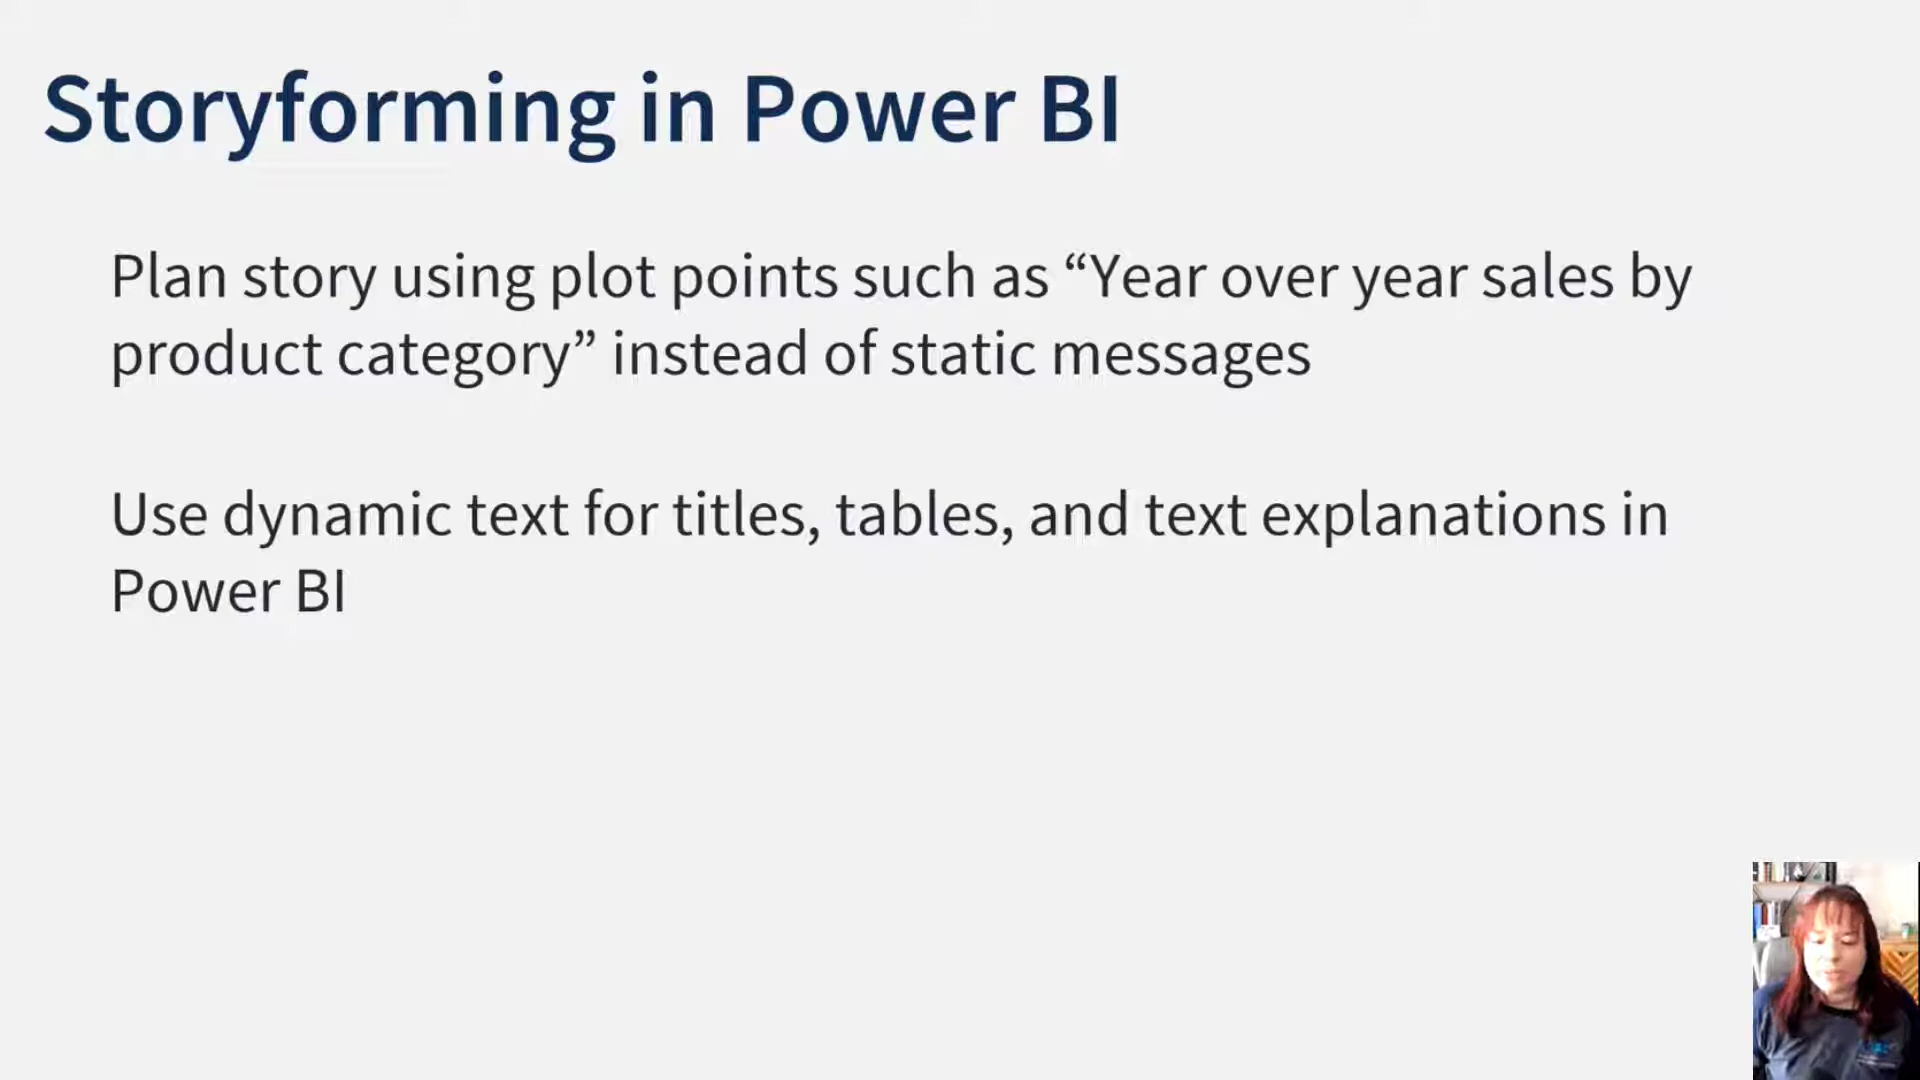 Storyforming in Power BI
Plan story using plot points such as “Year over year sales by
product category” instead of static messages
Use dynamic text for titles, tables, and text explanations in
Power BI